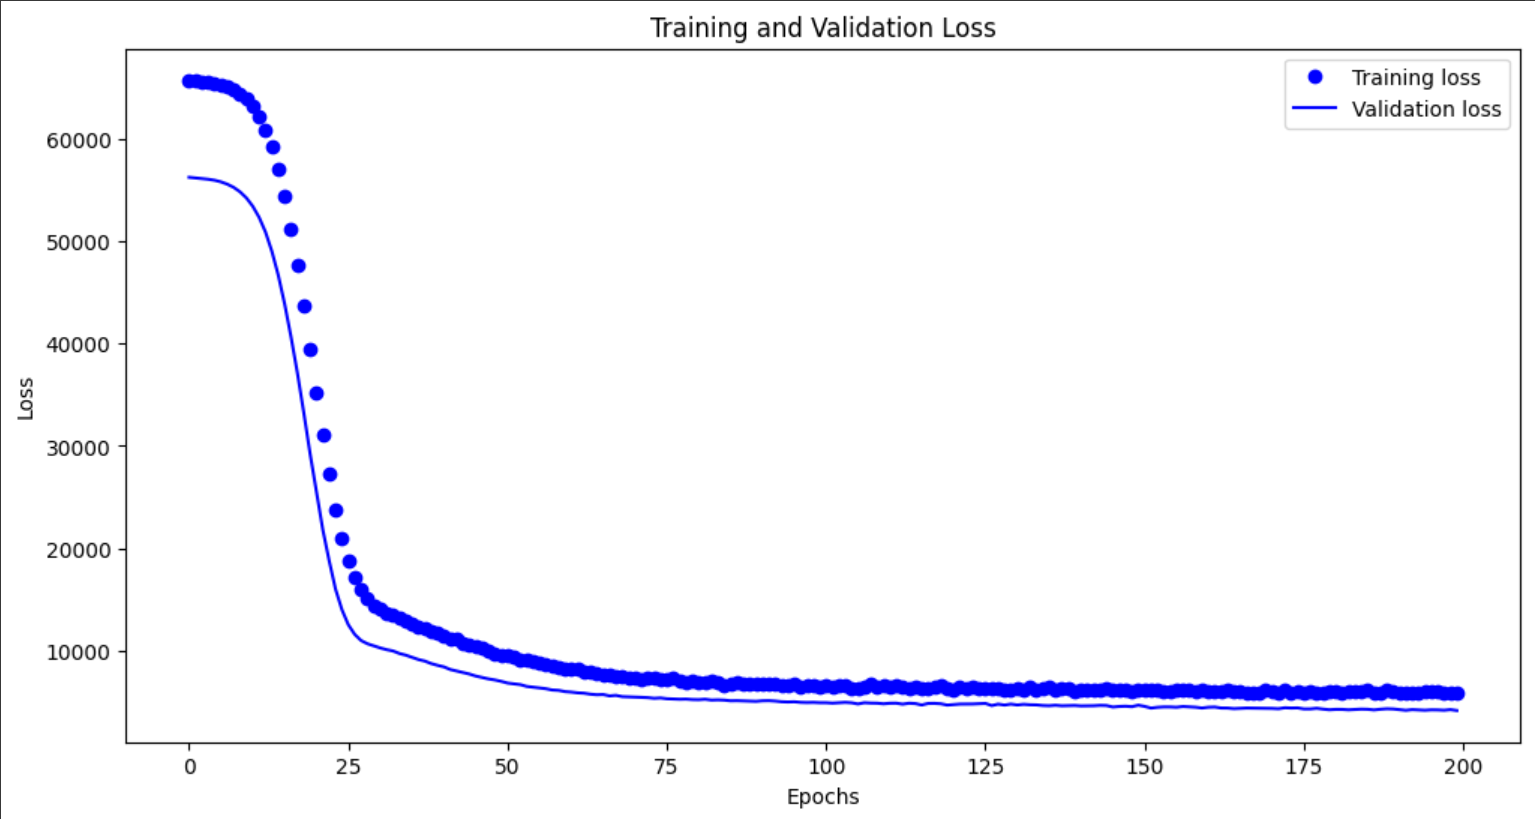 Training and Validation Loss
Training loss
Validation loss
60000
50000
40000
30000
20000
10000
Loss
0 25 50 75 100 125 150 175 200
Epochs